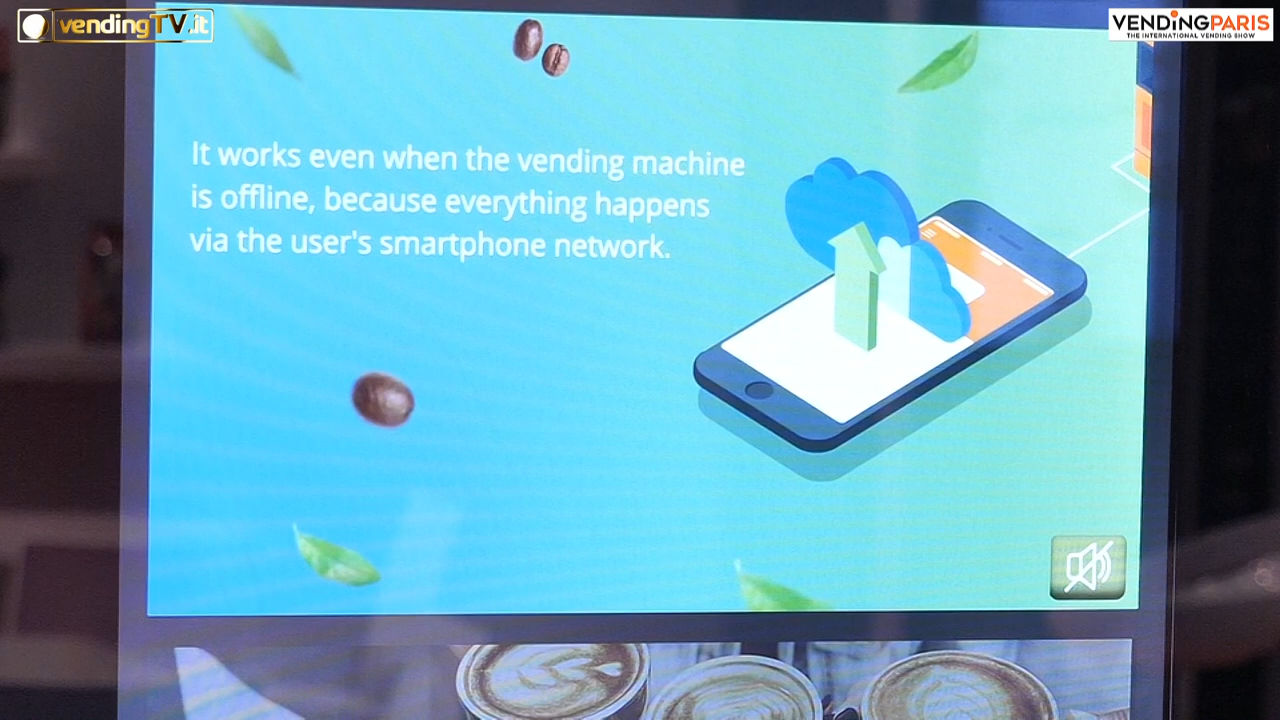 vendingTV.it
VENDiNGPARIS
THE INTERNATIONAL VENDING SHOW
It works even when the vending machine
is offline, because everything happens
via the user's smartphone network.